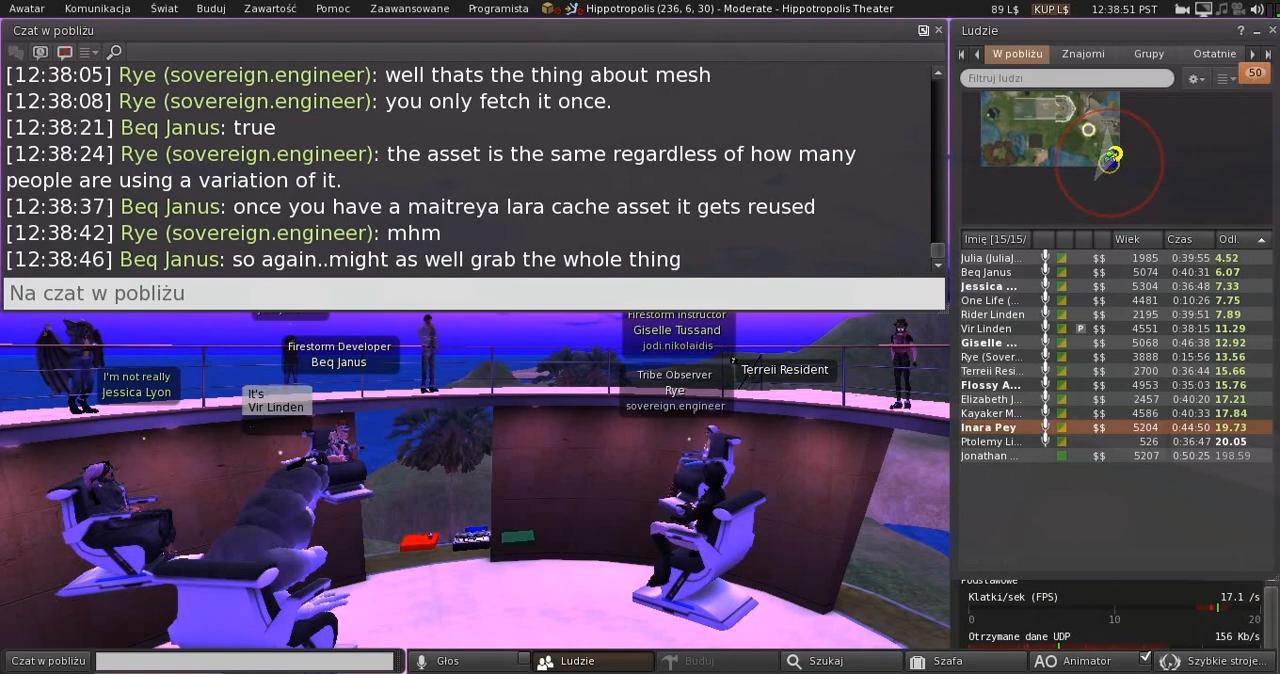 Awatar Komunikacja Świat Buduj Zawartość Pomoc Zaawansowane Programista Hippotropolis (236, 6, 30) - Moderate - Hippotropolis Theater 89 L$ KUP L$ 12:38:51 PST
Czat w pobliżu
[12:38:05] Rye (sovereign.engineer): well thats the thing about mesh
[12:38:08] Rye (sovereign.engineer): you only fetch it once.
[12:38:21] Beq Janus: true
[12:38:24] Rye (sovereign.engineer): the asset is the same regardless of how many
people are using a variation of it.
[12:38:37] Beq Janus: once you have a maitreya lara cache asset it gets reused
[12:38:42] Rye (sovereign.engineer): mhm
[12:38:46] Beq Janus: so again..might as well grab the whole thing
Na czat w pobliżu
Firestorm Developer
Beq Janus
I'm not really
Jessica Lyon
It's
Vir Linden
Firestorm Instructor
Giselle Tussand
jodi.nikolaidis
Tribe Observer
Rye
sovereign.engineer
Terreii Resident
Ludzie
W pobliżu Znajomi Grupy Ostatnie
Filtruj ludzi
50
Imię [15/15/ Wiek Czas Odl.
Julia (JuliaJ... $$ 1985 0:39:55 4.52
Beq Janus $$ 5074 0:40:31 6.07
Jessica ... $$ 5304 0:36:48 7.33
One Life (... $$ 4481 0:10:26 7.75
Rider Linden $$ 2195 0:39:51 7.89
Vir Linden P $$ 4551 0:38:15 11.29
Giselle ... $$ 5068 0:46:38 12.92
Rye (Sover... $$ 3888 0:15:56 13.56
Terreii Resi... $$ 2700 0:36:44 15.66
Flossy A... $$ 4953 0:35:03 15.76
Elizabeth J... $$ 2457 0:40:20 17.21
Kayaker M... $$ 4586 0:40:33 17.84
Inara Pey $$ 5204 0:44:50 19.73
Ptolemy Li... 526 0:36:47 20.05
Jonathan ... $$ 5207 0:50:25 198.59
Podstawowe
Klatki/sek (FPS) 17.1 /s
0 10 20
Otrzymane dane UDP 156 Kb/s
Czat w pobliżu Głos Ludzie Buduj Szukaj Szafa AO Animator Szybkie stroje...